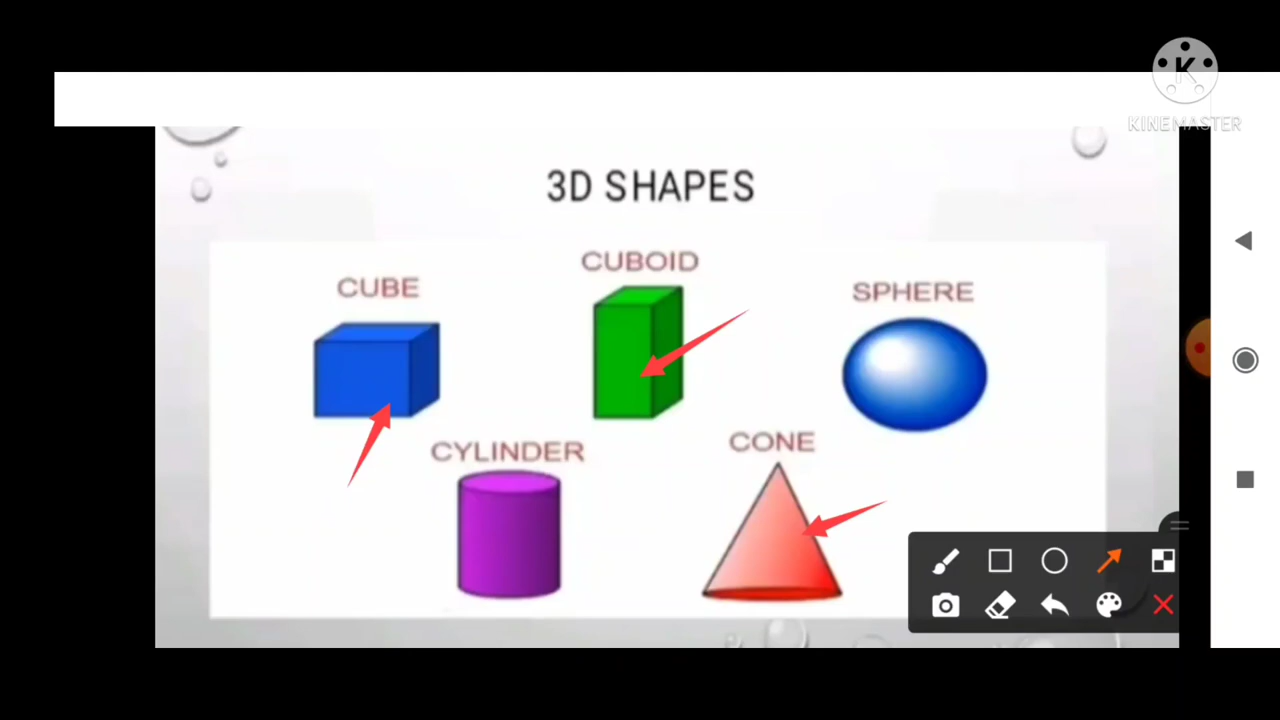 KINEMASTER
3D SHAPES
CUBE
CUBOID
SPHERE
CYLINDER
CONE